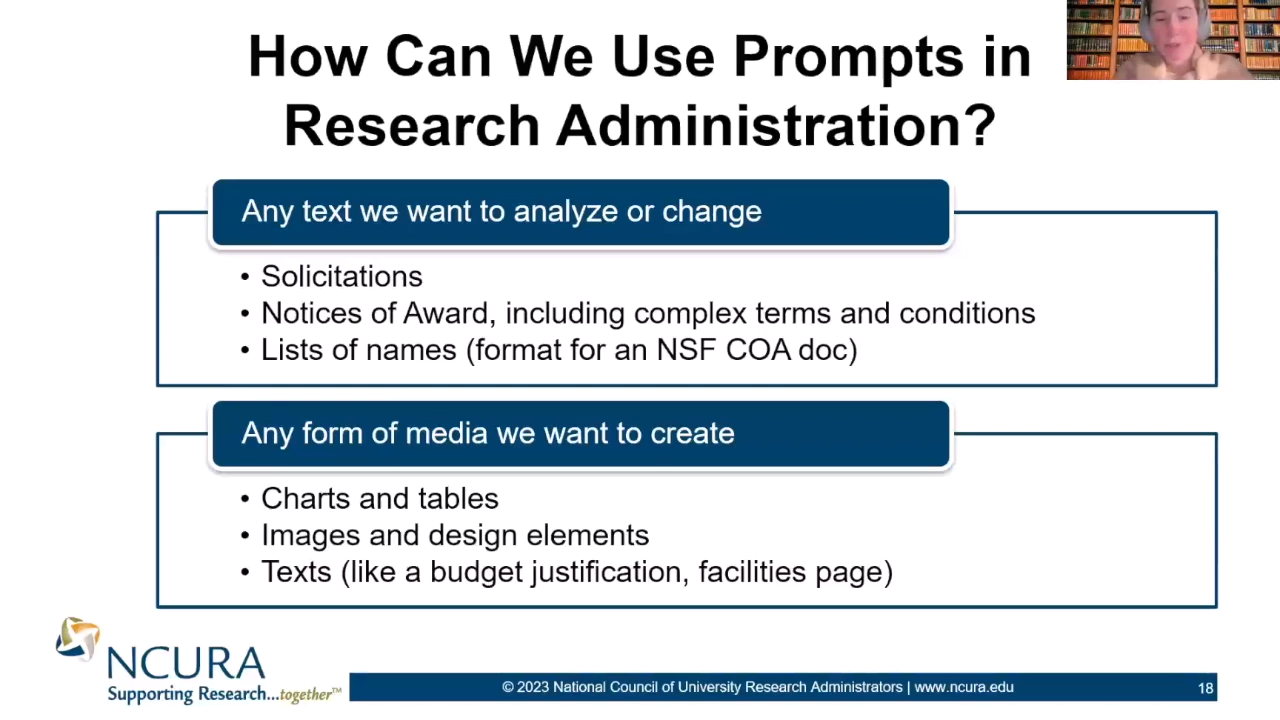 How Can We Use Prompts in
Research Administration?
Any text we want to analyze or change
• Solicitations
• Notices of Award, including complex terms and conditions
• Lists of names (format for an NSF COA doc)
Any form of media we want to create
• Charts and tables
• Images and design elements
• Texts (like a budget justification, facilities page)
NCURA
Supporting Research...together™
© 2023 National Council of University Research Administrators | www.ncura.edu
18